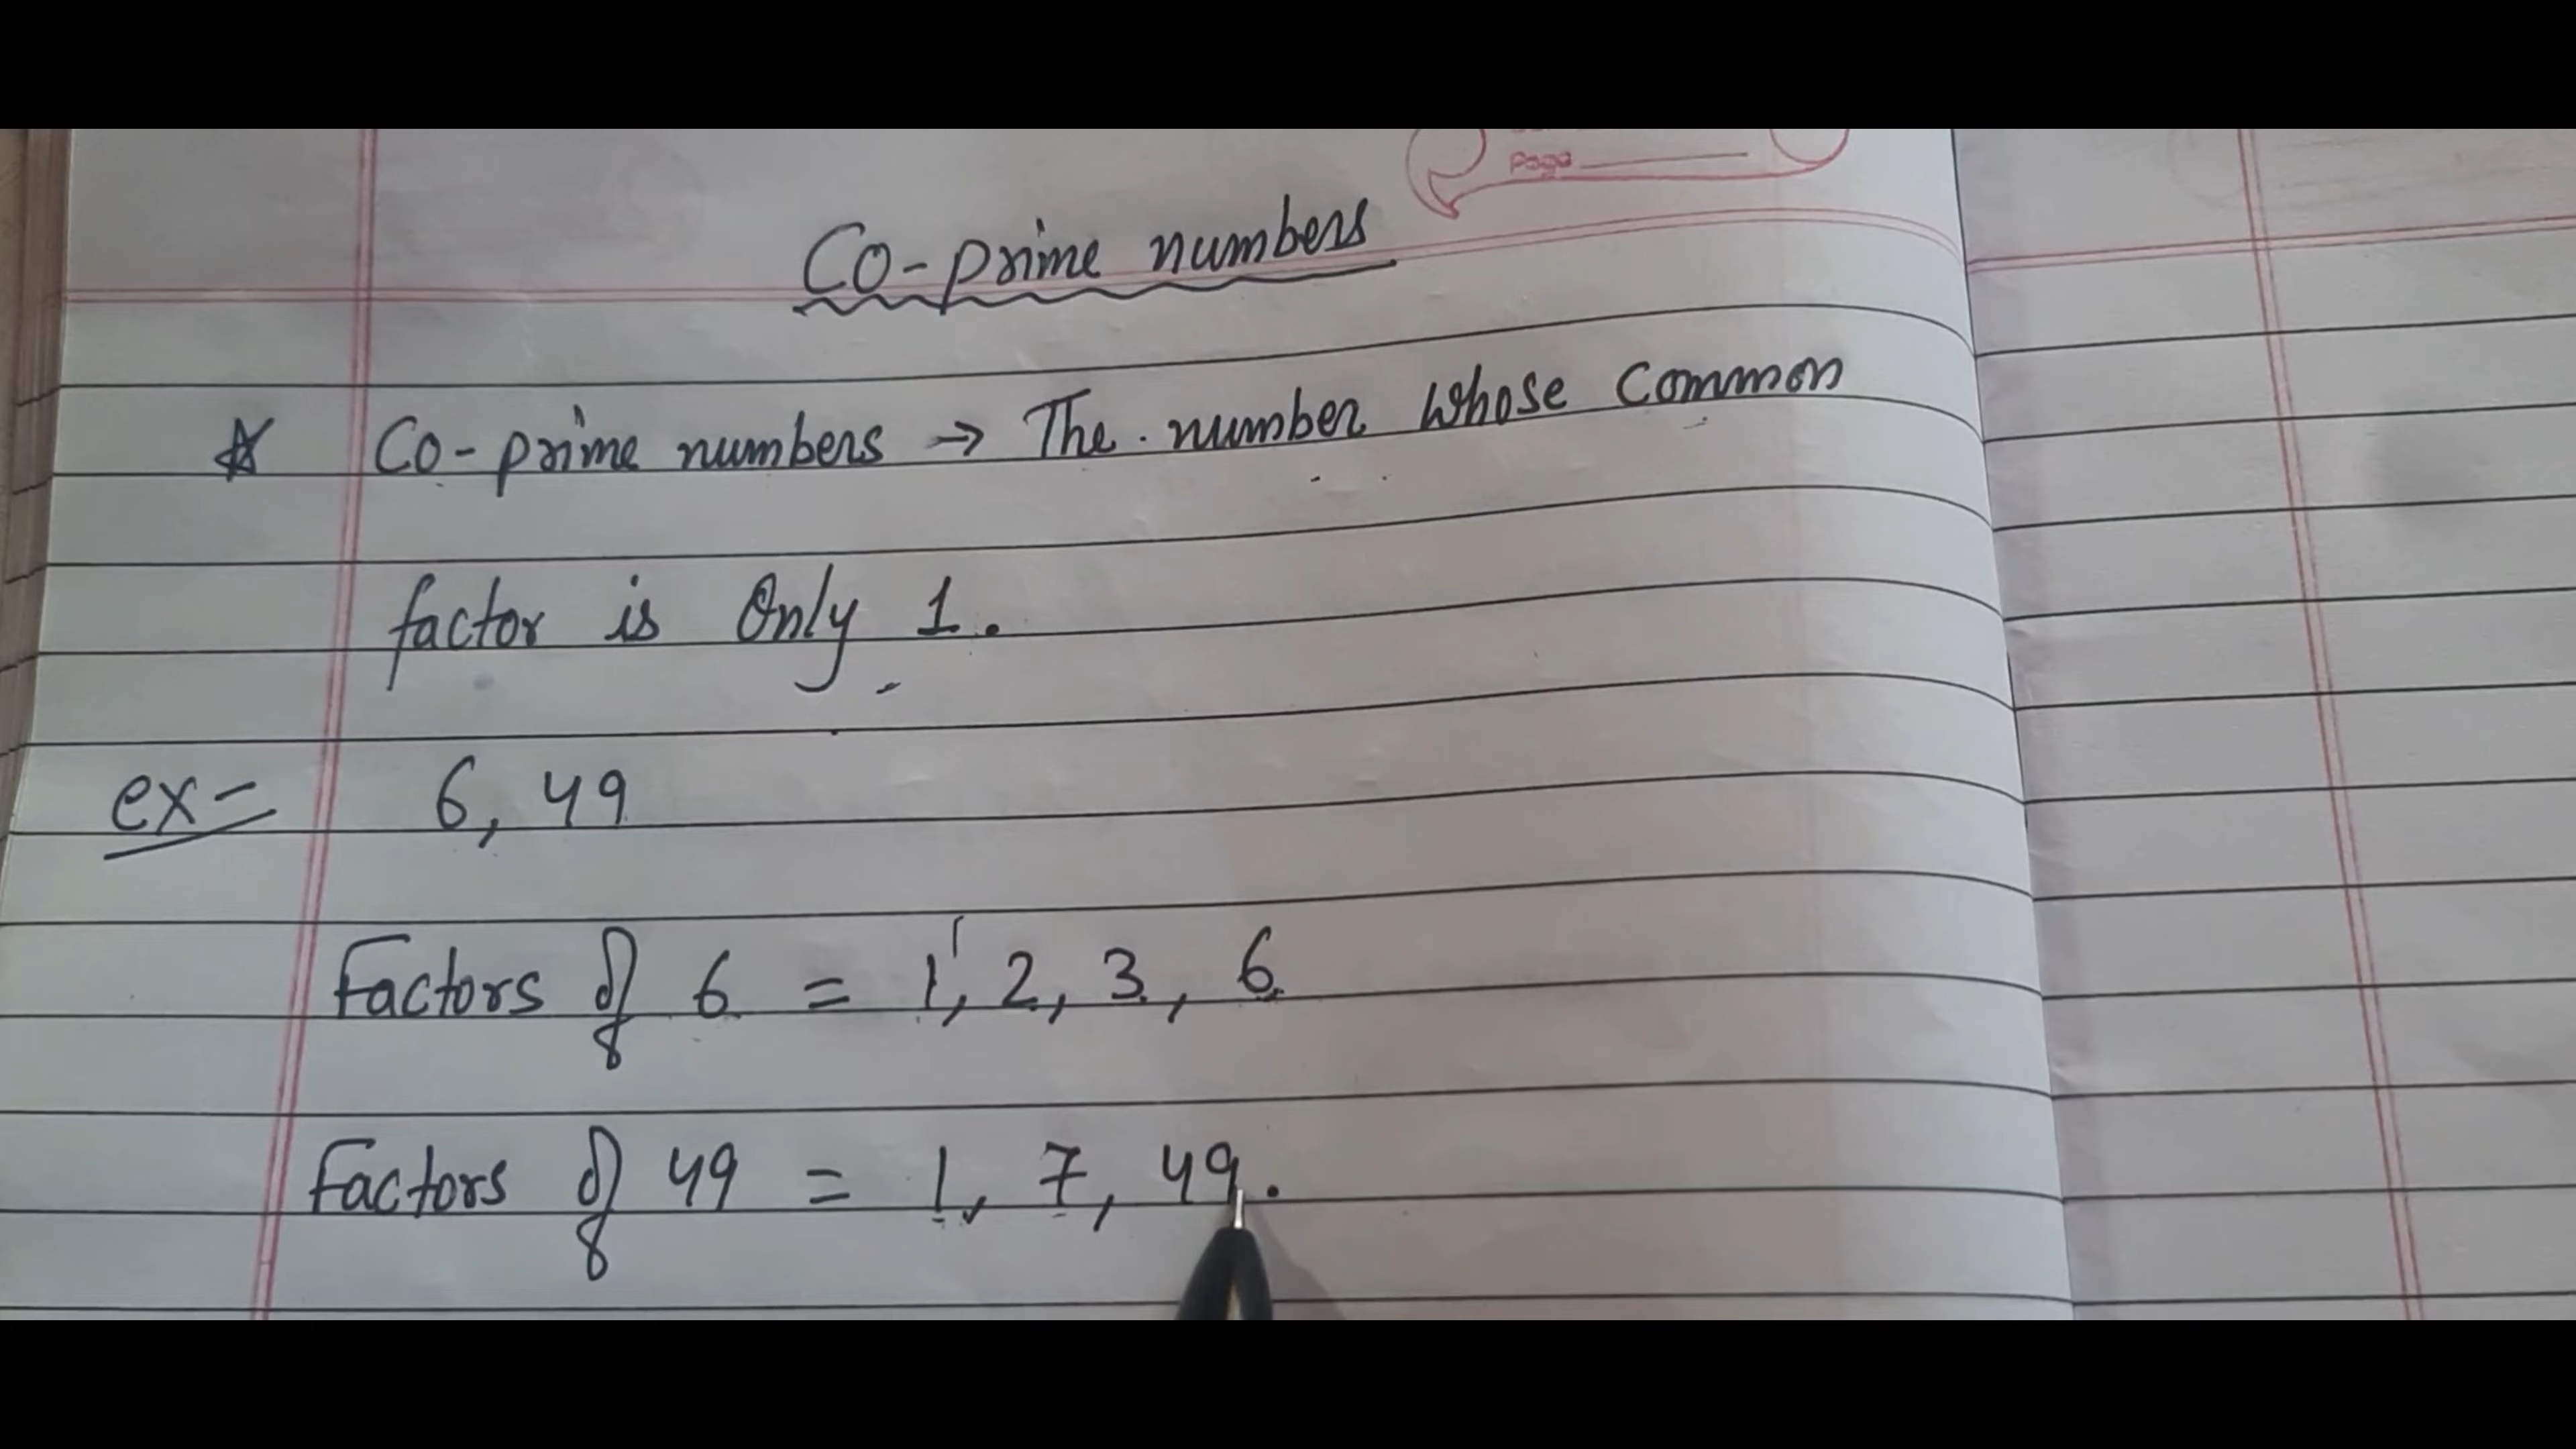 Page
Co-prime numbers
☆ Co-prime numbers → The number whose common
factor is Only 1.
ex= 6, 49
Factors of 6 = 1, 2, 3, 6
Factors of 49 = 1, 7, 49.